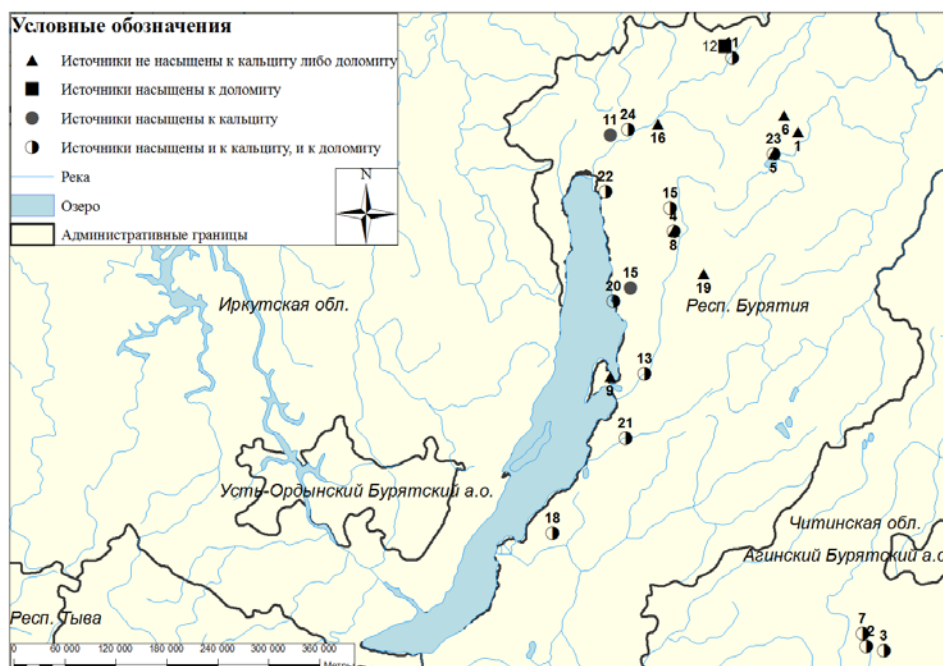 Условные обозначения
Источники не насыщены к кальциту либо доломиту
Источники насыщены к доломиту
Источники насыщены к кальциту
Источники насыщены и к кальциту, и к доломиту
Река
Озеро
Административные границы
N
12
11
11
24
16
6
1
23
5
22
15
4
8
19
15
20
Иркутская обл.
Респ. Бурятия
13
9
21
Усть-Ордынский Бурятский а.о.
18
Читинская обл.
Агинский Бурятский а.о
Респ. Тыва
7
2
3
0 60 000 120 000 180 000 240 000 300 000 360 000
Метры